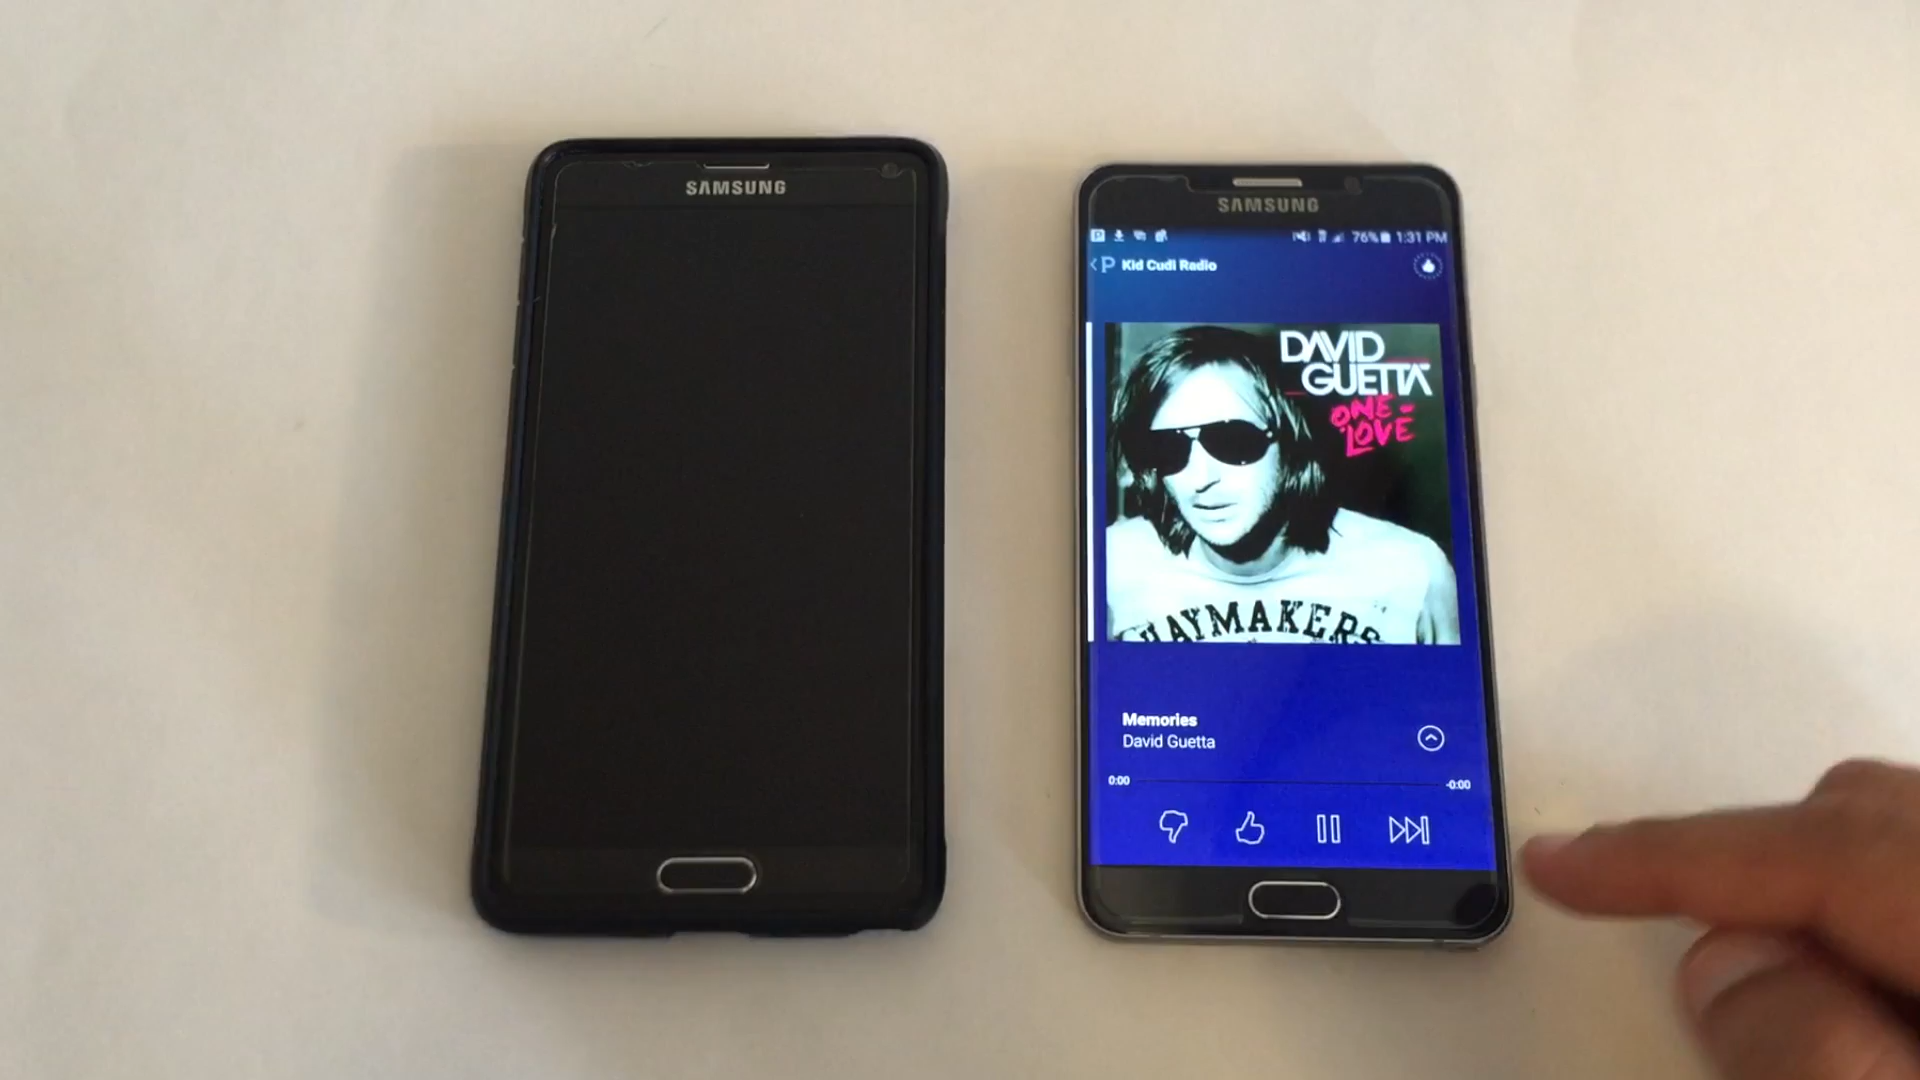 SAMSUNG
SAMSUNG
76% 1:31 PM
P Kid Cudi Radio
DAVID
GUETTA
ONE-
LOVE
HAYMAKERS
Memories
David Guetta
0:00 -0:00